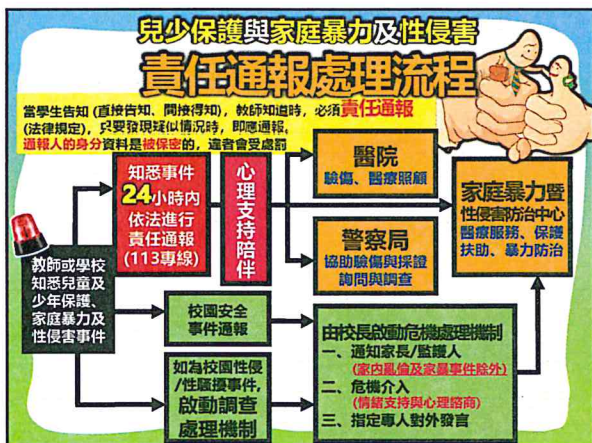 兒少保護與家庭暴力及性侵害
責任通報處理流程
當學生告知 (直接告知、間接得知)，教師知道時，必須責任通報
(法律規定)，只要發現疑似情況時，即應通報。
通報人的身分資料是被保密的，違者會受處罰
知悉事件
24小時內
依法進行
責任通報
(113專線)
心理支持陪伴
醫院
驗傷、醫療照顧
警察局
協助驗傷與採證
詢問與調查
家庭暴力暨
性侵害防治中心
醫療服務、保護
扶助、暴力防治
教師或學校
知悉兒童及
少年保護、
家庭暴力及
性侵害事件
校園安全
事件通報
如為校園性侵
/性騷擾事件，
啟動調查
處理機制
由校長啟動危機處理機制
一、通知家長/監護人
(家內亂倫及家暴事件除外)
二、危機介入
(情緒支持與心理諮商)
三、指定專人對外發言